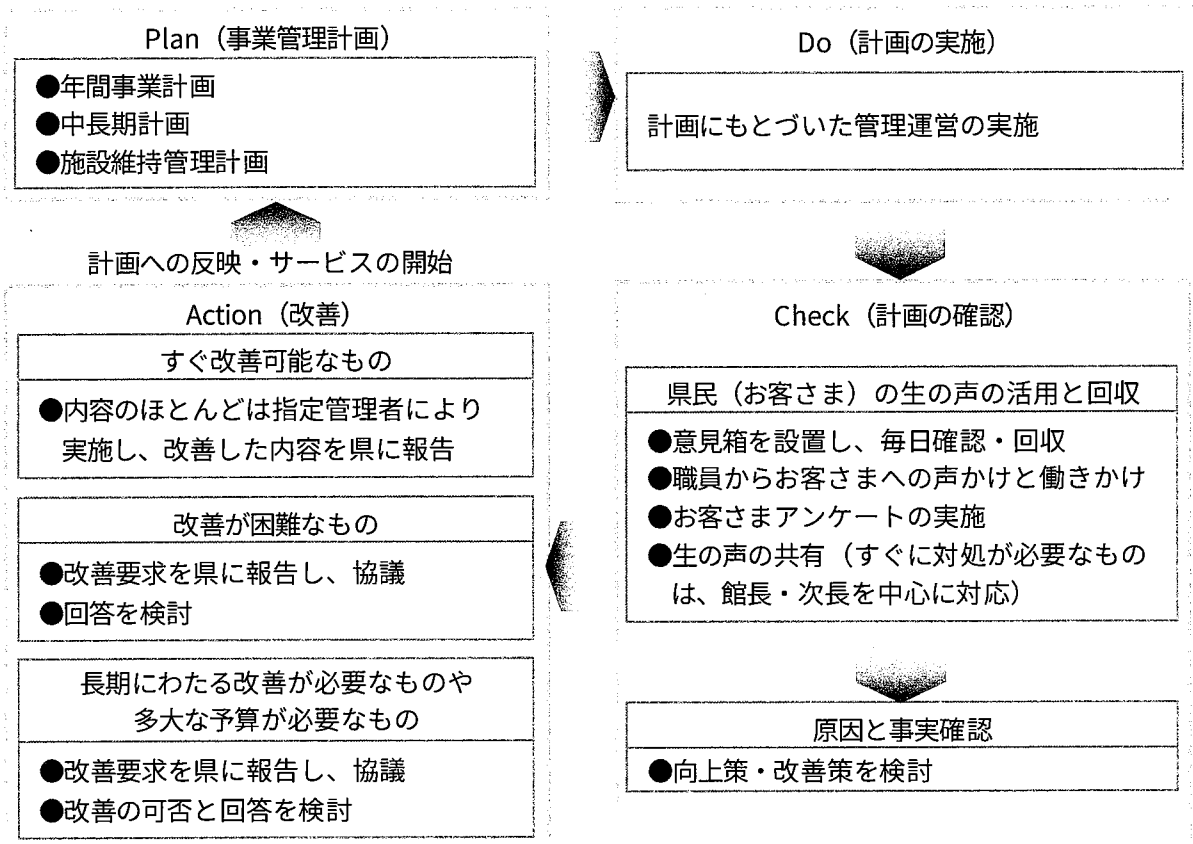 Plan（事業管理計画）
●年間事業計画
●中長期計画
●施設維持管理計画
Do（計画の実施）
計画にもとづいた管理運営の実施
Check（計画の確認）
県民（お客さま）の生の声の活用と回収
●意見箱を設置し、毎日確認・回収
●職員からお客さまへの声かけと働きかけ
●お客さまアンケートの実施
●生の声の共有（すぐに対処が必要なもの
は、館長・次長を中心に対応）
原因と事実確認
●向上策・改善策を検討
Action（改善）
すぐ改善可能なもの
●内容のほとんどは指定管理者により
実施し、改善した内容を県に報告
改善が困難なもの
●改善要求を県に報告し、協議
●回答を検討
長期にわたる改善が必要なものや
多大な予算が必要なもの
●改善要求を県に報告し、協議
●改善の可否と回答を検討
計画への反映・サービスの開始